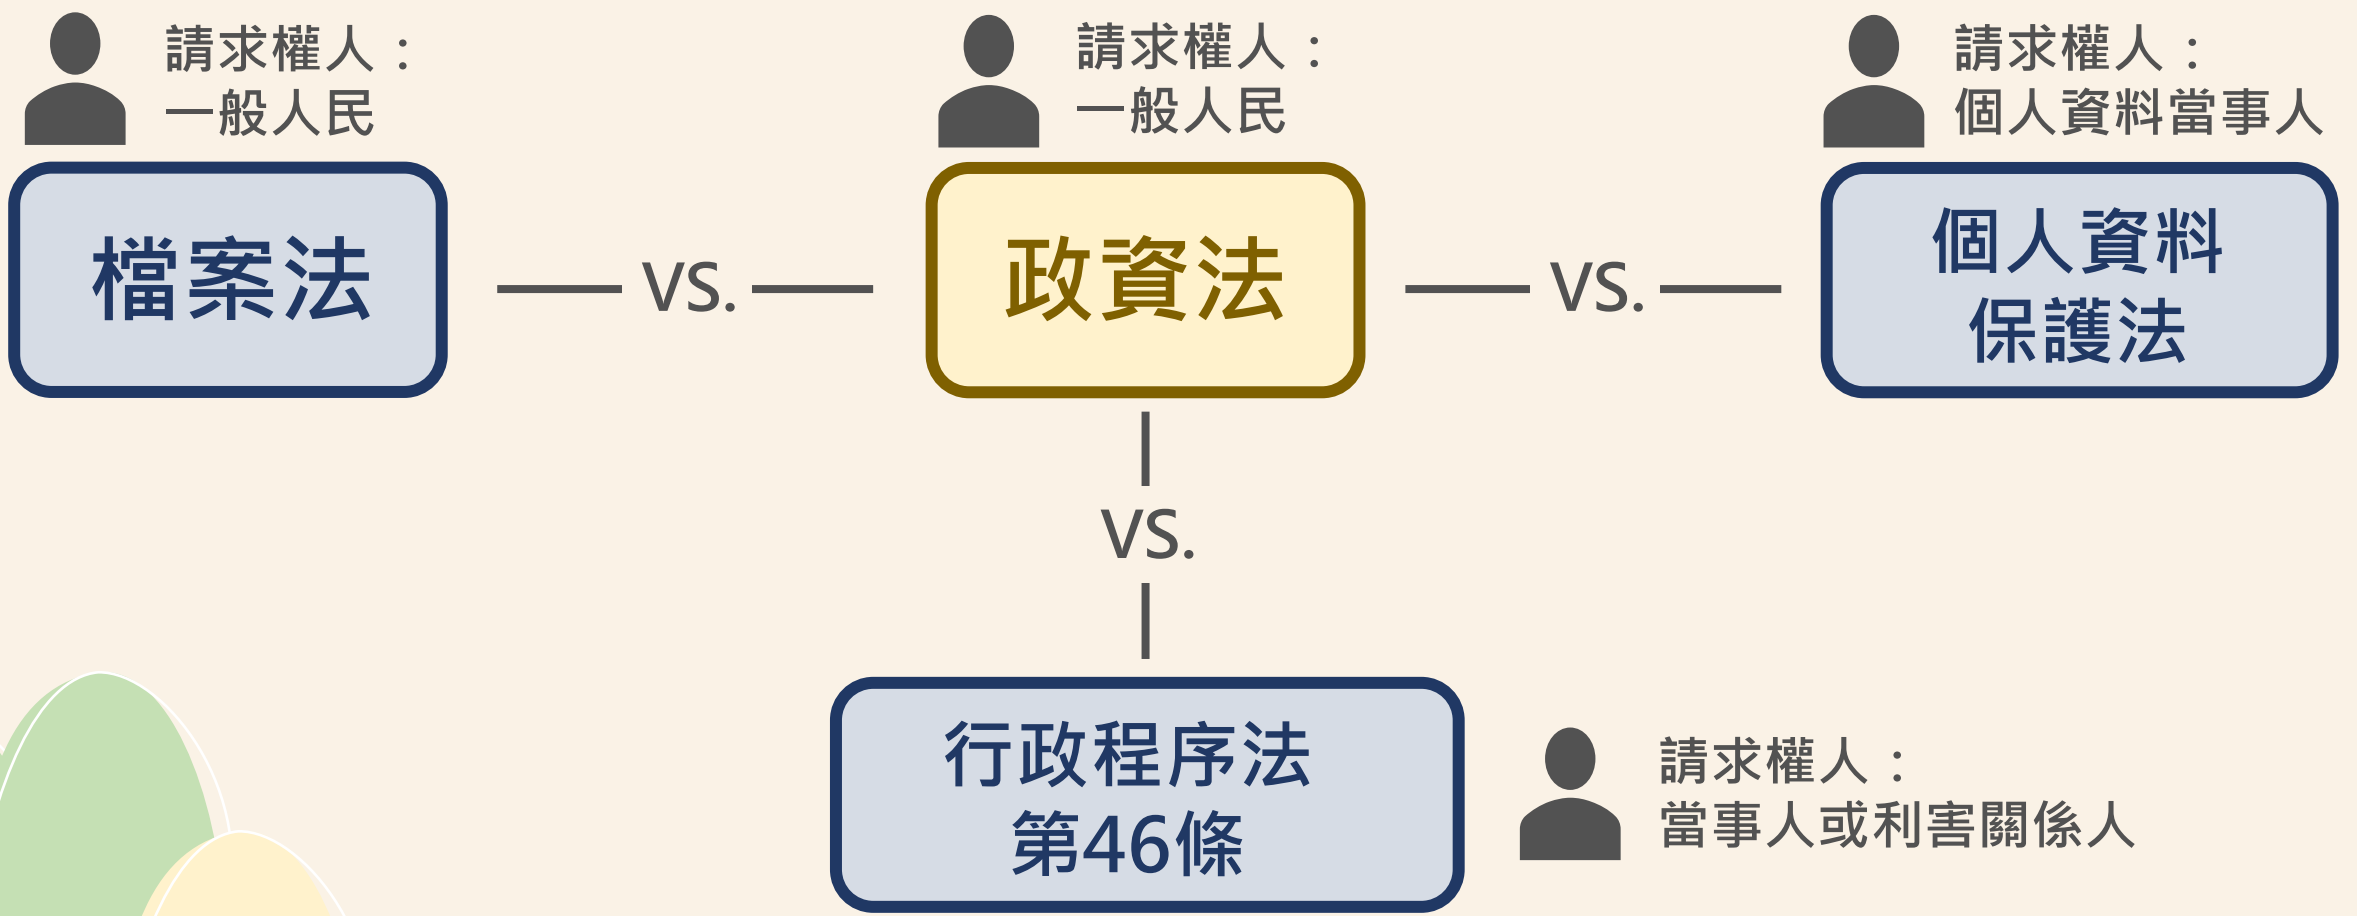 請求權人：
一般人民
檔案法
VS.
請求權人：
一般人民
政資法
VS.
請求權人：
個人資料當事人
個人資料
保護法
VS.
行政程序法
第46條
請求權人：
當事人或利害關係人